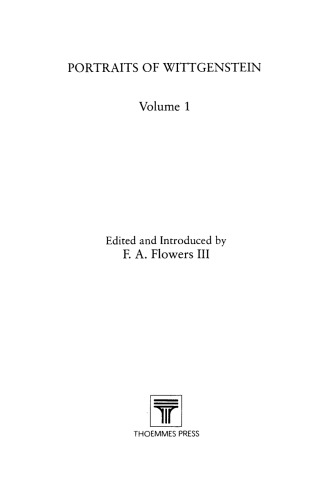 PORTRAITS OF WITTGENSTEIN
Volume 1
Edited and Introduced by
F. A. Flowers III
THOEMMES PRESS